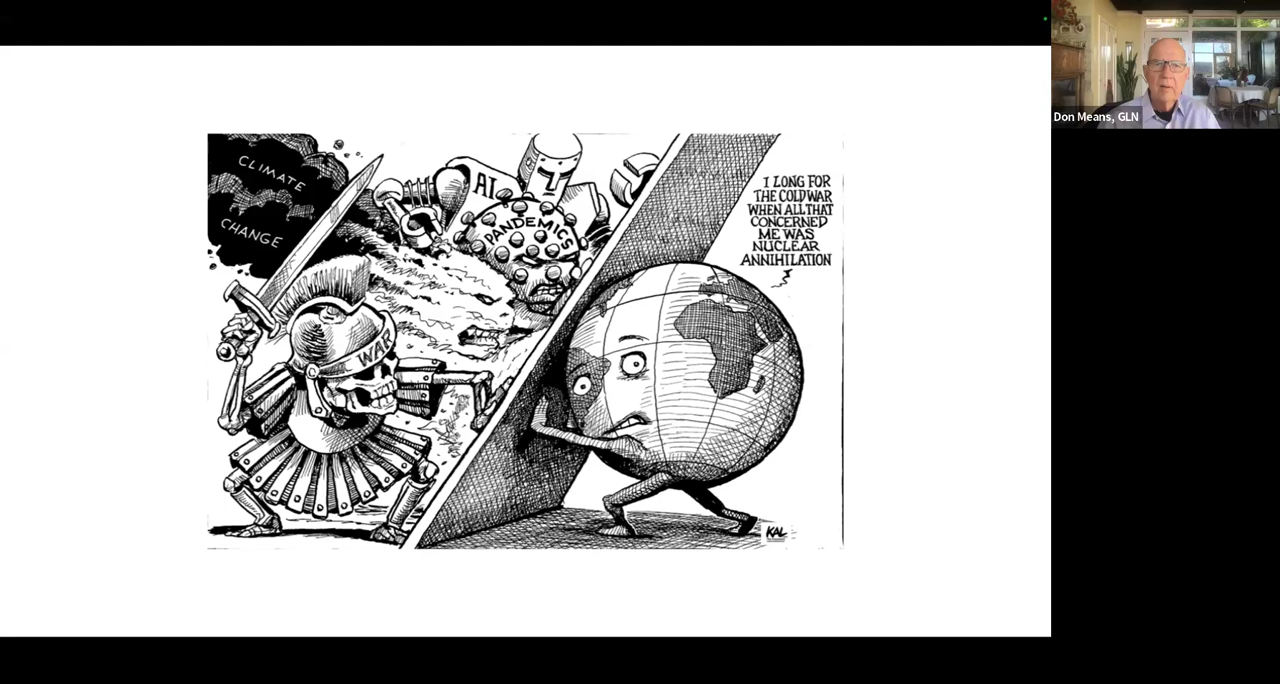 Don Means, GLN
CLIMATE
CHANGE
AI
PANDEMICS
WAR
I LONG FOR
THE COLD WAR
WHEN ALL THAT
CONCERNED
ME WAS
NUCLEAR
ANNIHILATION
KAL